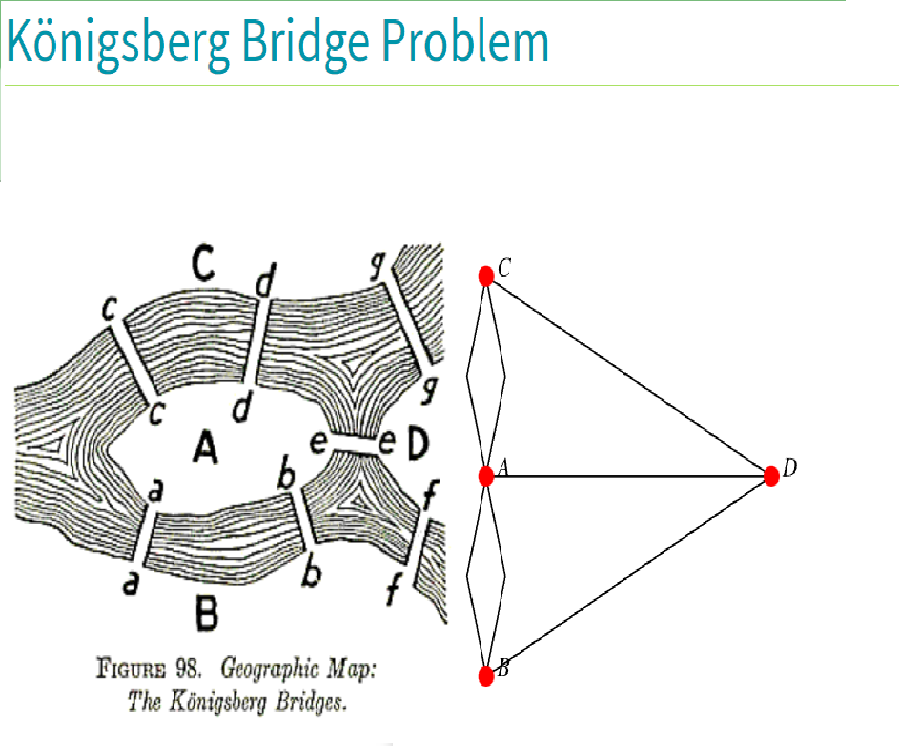 Königsberg Bridge Problem
C
d
g
c
c
d
g
A
e
e
D
b
a
f
a
b
f
B
FIGURE 98. Geographic Map:
The Königsberg Bridges.
C
A
D
B